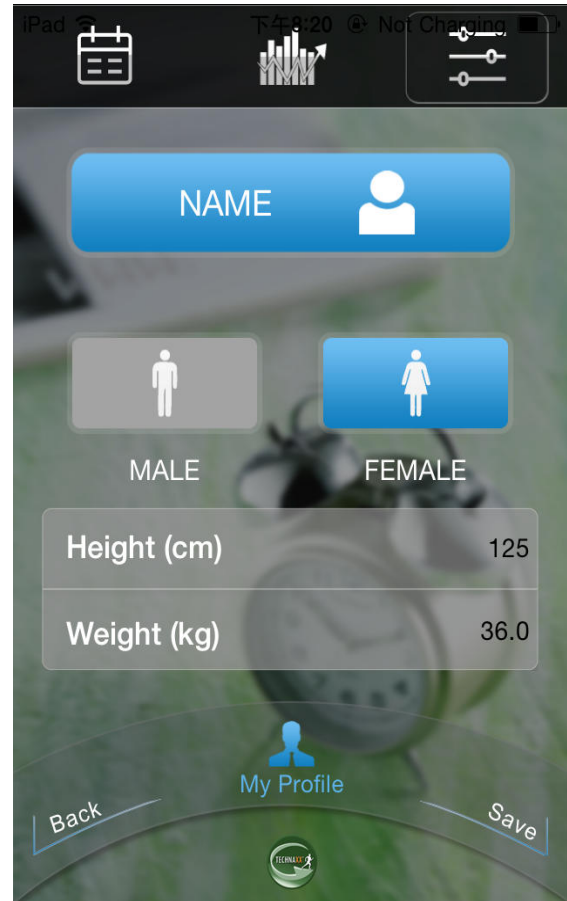 iPad 下午8:20 Not Charging
NAME
MALE FEMALE
Height (cm) 125
Weight (kg) 36.0
My Profile
Back Save
TECHNAXX